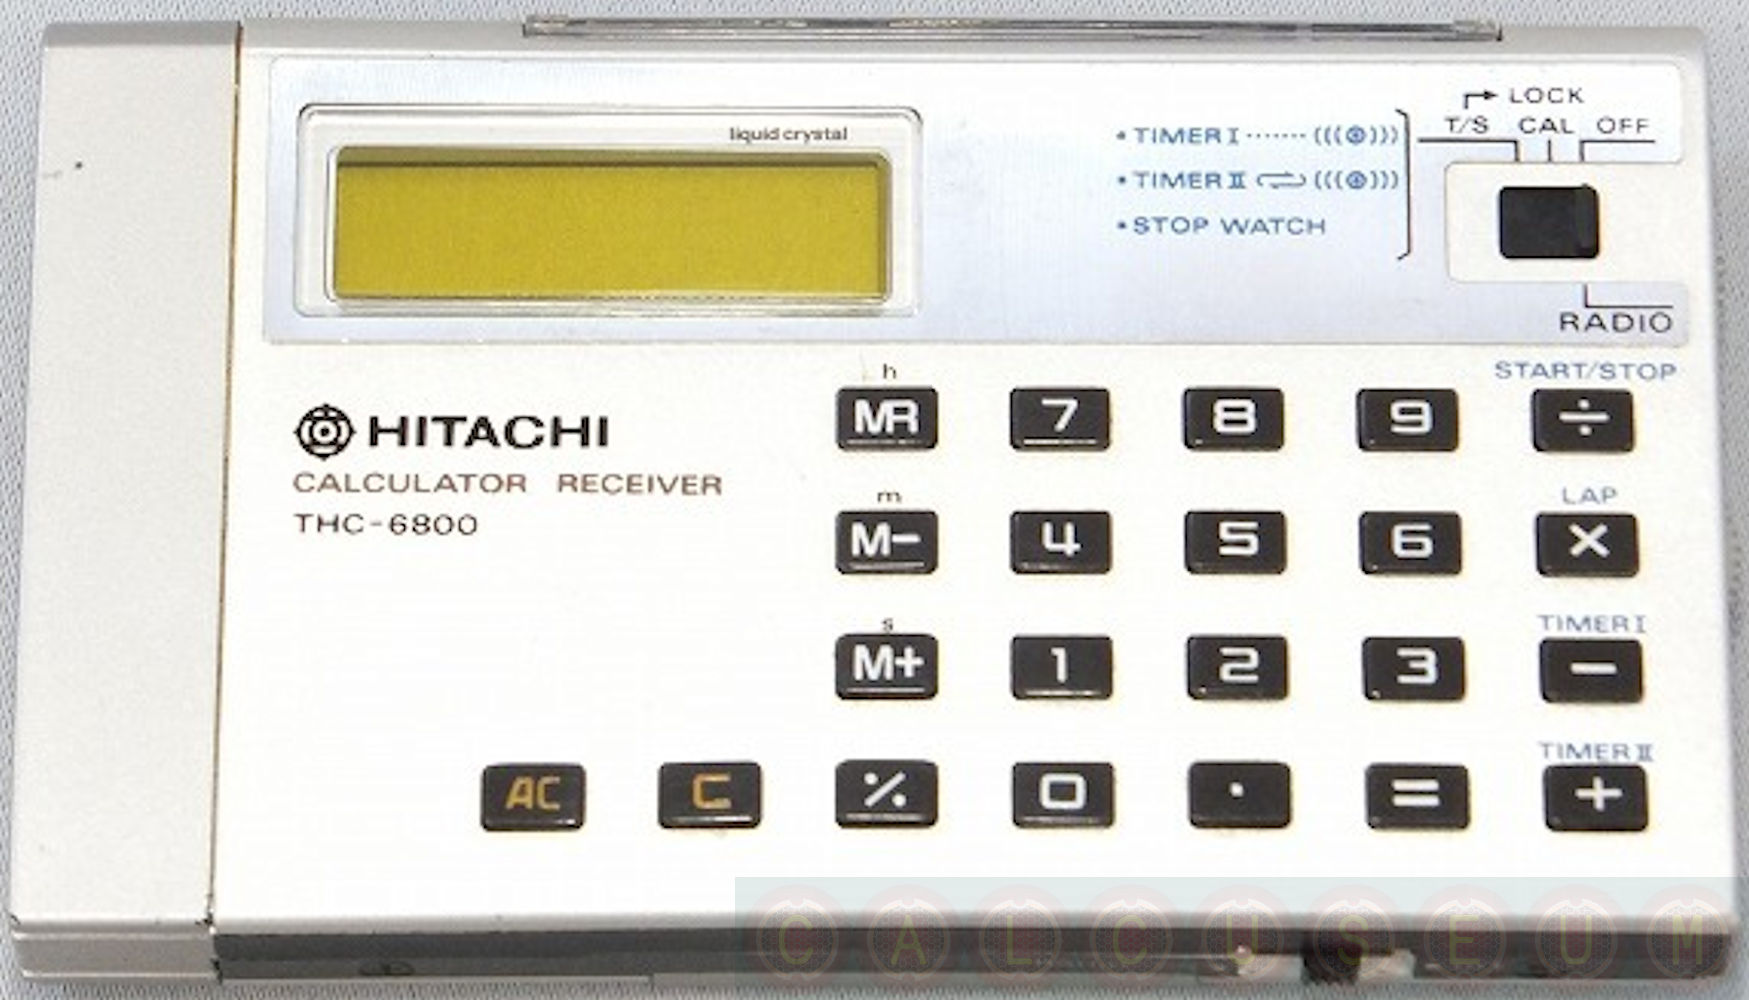 liquid crystal
• TIMER I ······· (((◎)))
• TIMER II ⇄ (((◎)))
• STOP WATCH
LOCK
T/S CAL OFF
RADIO
HITACHI
CALCULATOR RECEIVER
THC-6800
h START/STOP
MR 7 8 9 ÷
m LAP
M− 4 5 6 ×
s TIMER I
M+ 1 2 3 −
TIMER II
AC C % 0 . = +
CALCUSEUM